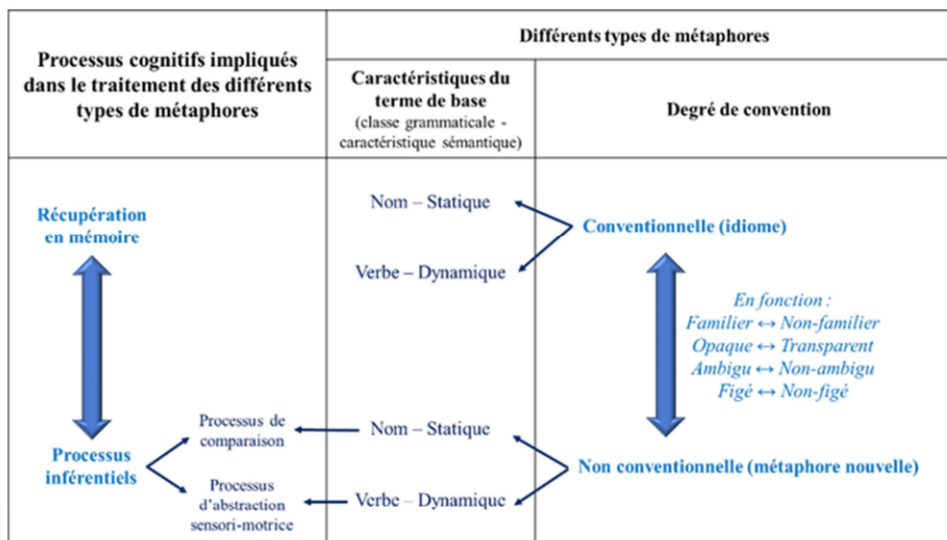 Processus cognitifs impliqués
dans le traitement des différents
types de métaphores
Différents types de métaphores
Caractéristiques du
terme de base
(classe grammaticale -
caractéristique sémantique)
Degré de convention
Récupération
en mémoire
Nom – Statique
Verbe – Dynamique
Conventionnelle (idiome)
En fonction :
Familier ↔ Non-familier
Opaque ↔ Transparent
Ambigu ↔ Non-ambigu
Figé ↔ Non-figé
Processus
inférentiels
Processus de
comparaison
Processus
d'abstraction
sensori-motrice
Nom – Statique
Verbe – Dynamique
Non conventionnelle (métaphore nouvelle)